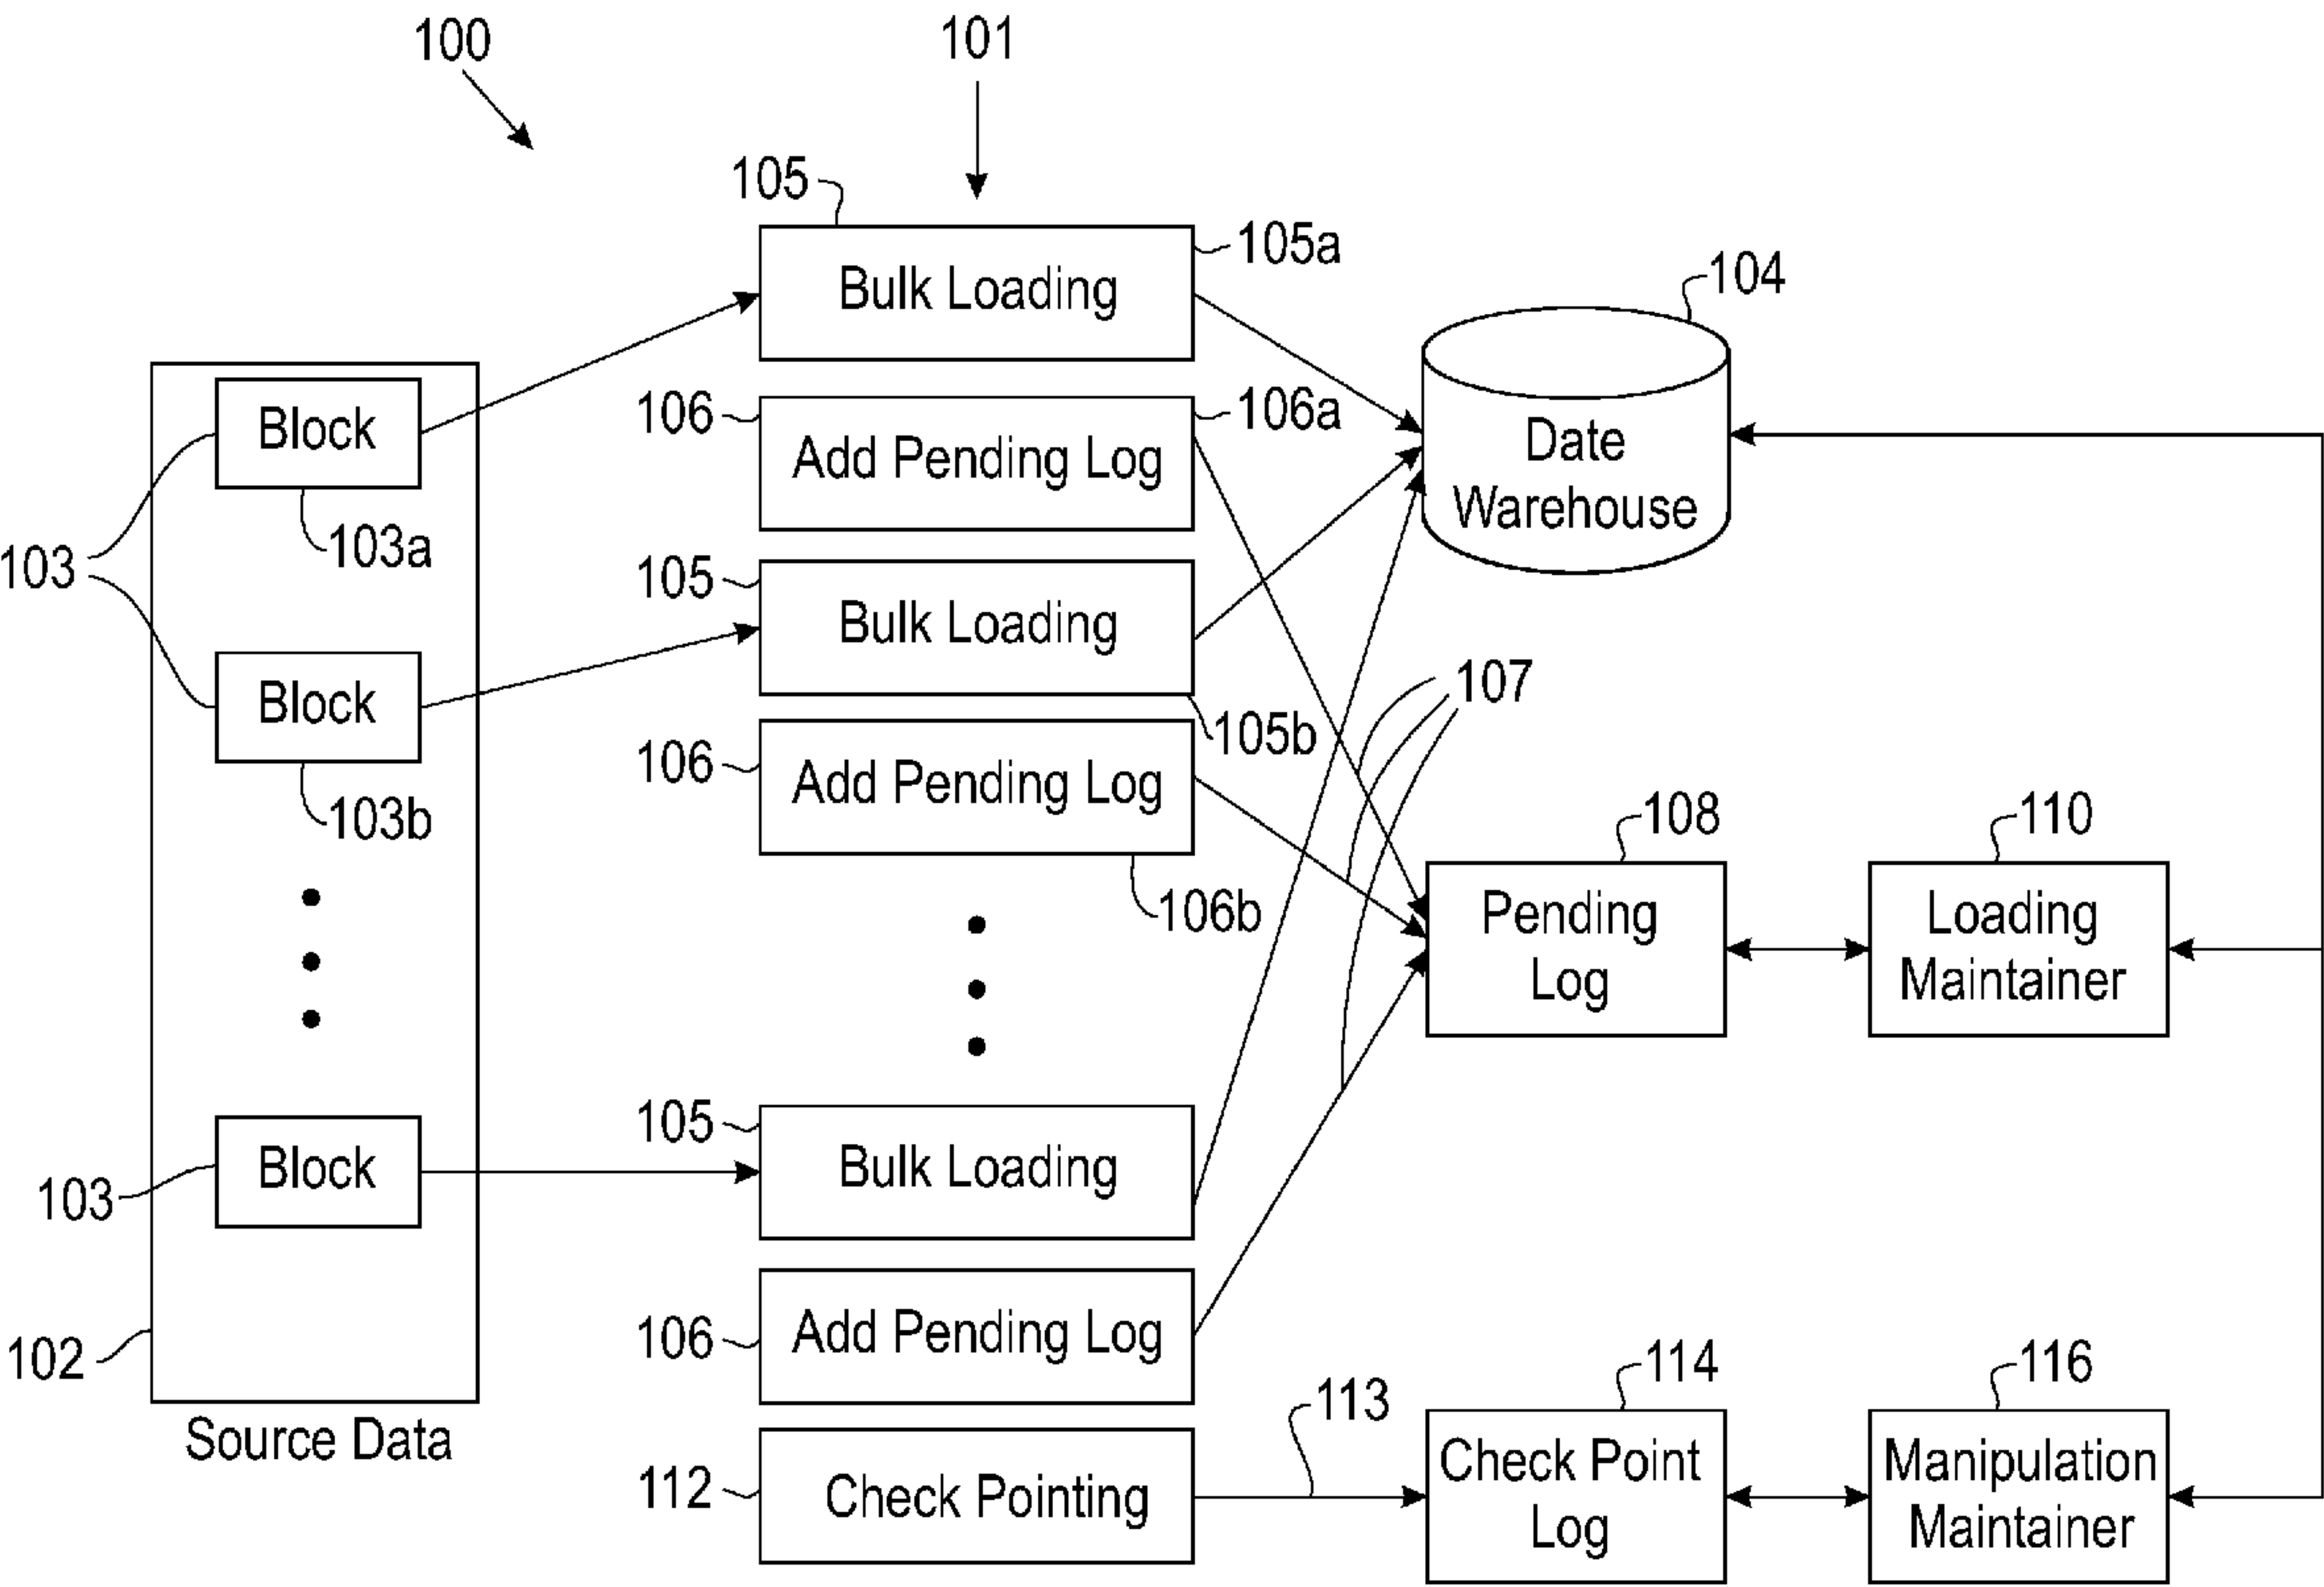 100
101
105
105a
Bulk Loading
104
106
106a
Block
Add Pending Log
Date
Warehouse
103a
103
105
Bulk Loading
Block
107
105b
106
Add Pending Log
103b
108
110
106b
Pending
Log
Loading
Maintainer
105
Block
Bulk Loading
103
106
Add Pending Log
102
114
116
113
Source Data
112
Check Pointing
Check Point
Log
Manipulation
Maintainer